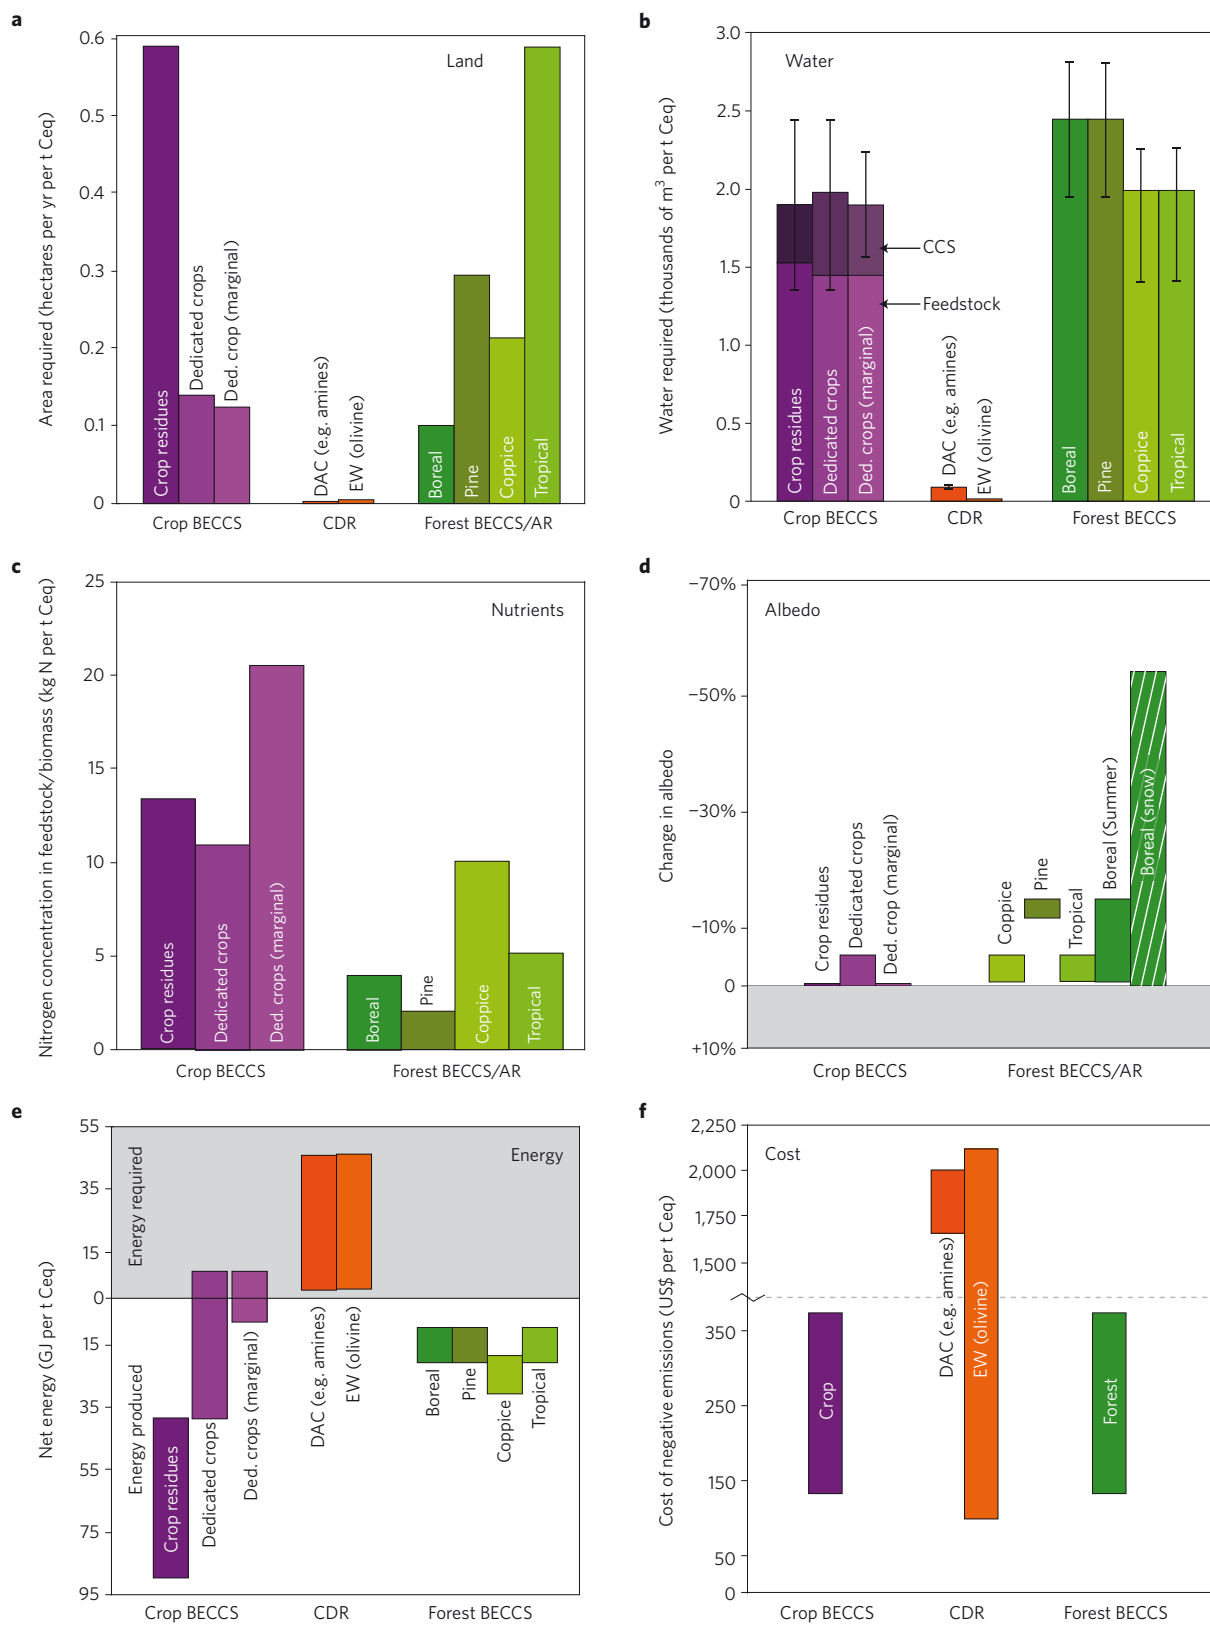 a
Area required (hectares per yr per t Ceq)
0.6
0.5
0.4
0.3
0.2
0.1
0
Land
Crop residues
Dedicated crops
Ded. crop (marginal)
DAC (e.g. amines)
EW (olivine)
Boreal
Pine
Coppice
Tropical
Crop BECCS
CDR
Forest BECCS/AR
b
Water required (thousands of m³ per t Ceq)
3.0
2.5
2.0
1.5
1.0
0.5
0
Water
CCS
Feedstock
Crop residues
Dedicated crops
Ded. crops (marginal)
DAC (e.g. amines)
EW (olivine)
Boreal
Pine
Coppice
Tropical
Crop BECCS
CDR
Forest BECCS
c
Nitrogen concentration in feedstock/biomass (kg N per t Ceq)
25
20
15
10
5
0
Nutrients
Crop residues
Dedicated crops
Ded. crops (marginal)
Boreal
Pine
Coppice
Tropical
Crop BECCS
Forest BECCS/AR
d
Change in albedo
−70%
−50%
−30%
−10%
0
+10%
Albedo
Crop residues
Dedicated crops
Ded. crop (marginal)
Coppice
Pine
Tropical
Boreal (Summer)
Boreal (snow)
Crop BECCS
Forest BECCS/AR
e
Net energy (GJ per t Ceq)
55
35
15
0
15
35
55
75
95
Energy required
Energy produced
Energy
Crop residues
Dedicated crops
Ded. crops (marginal)
DAC (e.g. amines)
EW (olivine)
Boreal
Pine
Coppice
Tropical
Crop BECCS
CDR
Forest BECCS
f
Cost of negative emissions (US$ per t Ceq)
2,250
2,000
1,750
1,500
350
250
150
50
0
Cost
Crop
DAC (e.g. amines)
EW (olivine)
Forest
Crop BECCS
CDR
Forest BECCS